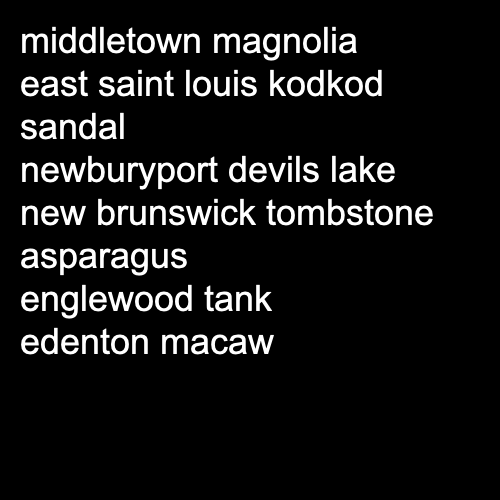 middletown magnolia
east saint louis kodkod
sandal
newburyport devils lake
new brunswick tombstone
asparagus
englewood tank
edenton macaw